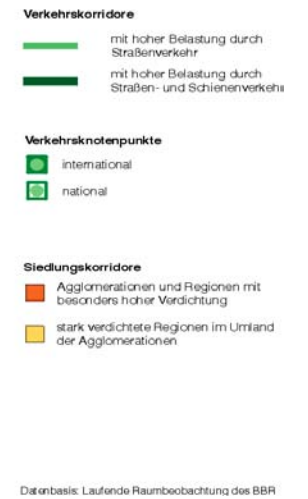 Verkehrskorridore
mit hoher Belastung durch
Straßenverkehr
mit hoher Belastung durch
Straßen- und Schienenverkehr
Verkehrsknotenpunkte
international
national
Siedlungskorridore
Agglomerationen und Regionen mit
besonders hoher Verdichtung
stark verdichtete Regionen im Umland
der Agglomerationen
Datenbasis: Laufende Raumbeobachtung des BBR